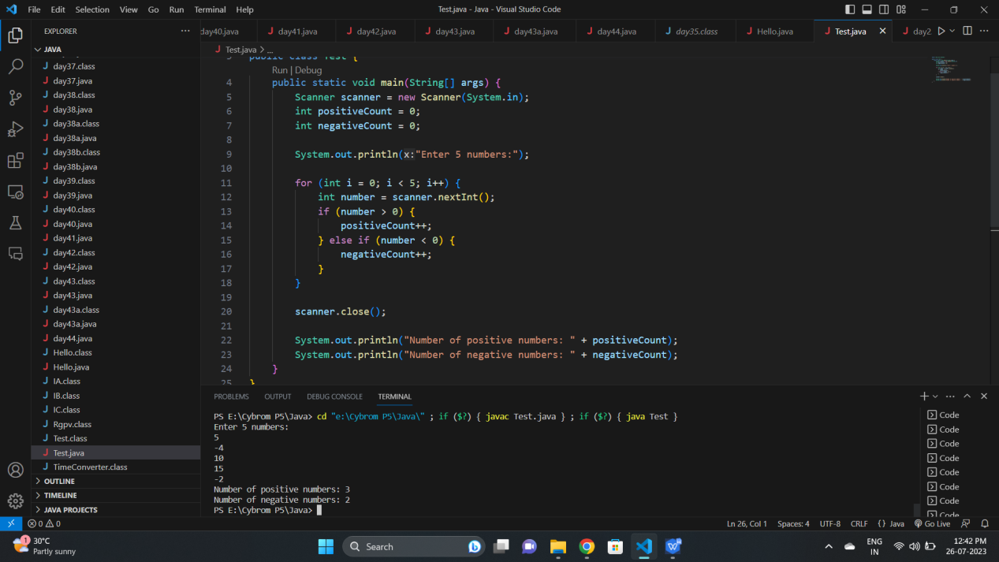 File Edit Selection View Go Run Terminal Help
Test.java - Java - Visual Studio Code
EXPLORER
JAVA
day37.class
day37.java
day38.class
day38.java
day38a.class
day38a.java
day38b.class
day38b.java
day39.class
day39.java
day40.class
day40.java
day41.java
day42.class
day42.java
day43.class
day43.java
day43a.class
day43a.java
day44.java
Hello.class
Hello.java
IA.class
IB.class
IC.class
Rgpv.class
Test.class
Test.java
TimeConverter.class
OUTLINE
TIMELINE
JAVA PROJECTS
day40.java day41.java day42.java day43.java day43a.java day44.java day35.class Hello.java Test.java day2
Test.java > ...
3 public class Test {
Run | Debug
4 public static void main(String[] args) {
5 Scanner scanner = new Scanner(System.in);
6 int positiveCount = 0;
7 int negativeCount = 0;
8
9 System.out.println(x:"Enter 5 numbers:");
10
11 for (int i = 0; i < 5; i++) {
12 int number = scanner.nextInt();
13 if (number > 0) {
14 positiveCount++;
15 } else if (number < 0) {
16 negativeCount++;
17 }
18 }
19
20 scanner.close();
21
22 System.out.println("Number of positive numbers: " + positiveCount);
23 System.out.println("Number of negative numbers: " + negativeCount);
24 }
25 }
PROBLEMS OUTPUT DEBUG CONSOLE TERMINAL
PS E:\Cybrom P5\Java> cd "e:\Cybrom P5\Java\" ; if ($?) { javac Test.java } ; if ($?) { java Test }
Enter 5 numbers:
5
-4
10
15
-2
Number of positive numbers: 3
Number of negative numbers: 2
PS E:\Cybrom P5\Java>
Code
Code
Code
Code
Code
Code
Code
Code
0 0 Ln 26, Col 1 Spaces: 4 UTF-8 CRLF {} Java Go Live
1
30°C
Partly sunny
Search
ENG
IN
12:42 PM
26-07-2023